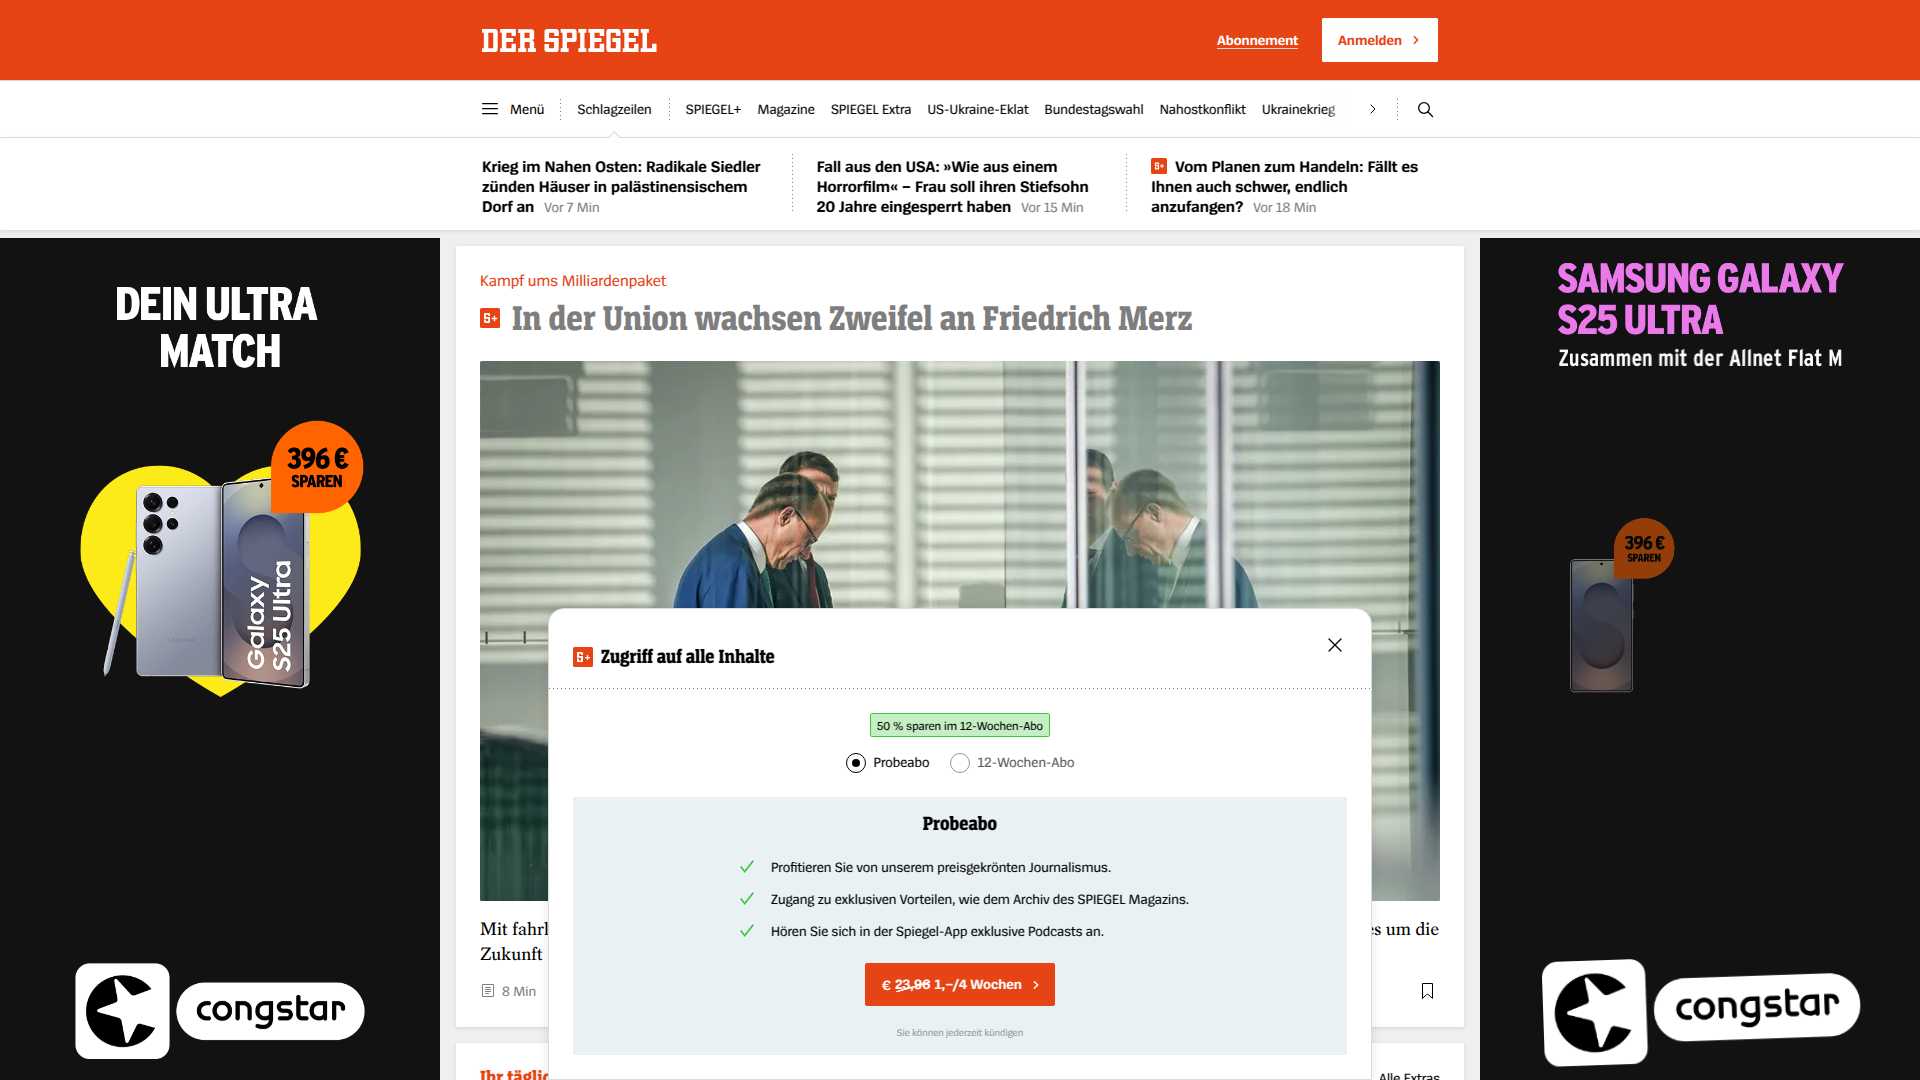 DER SPIEGEL
Abonnement
Anmelden
Menü
Schlagzeilen
SPIEGEL+
Magazine
SPIEGEL Extra
US-Ukraine-Eklat
Bundestagswahl
Nahostkonflikt
Ukrainekrieg
Krieg im Nahen Osten: Radikale Siedler
zünden Häuser in palästinensischem
Dorf an Vor 7 Min
Fall aus den USA: »Wie aus einem
Horrorfilm« – Frau soll ihren Stiefsohn
20 Jahre eingesperrt haben Vor 15 Min
S+ Vom Planen zum Handeln: Fällt es
Ihnen auch schwer, endlich
anzufangen? Vor 18 Min
DEIN ULTRA
MATCH
396 €
SPAREN
Galaxy
S25 Ultra
congstar
Kampf ums Milliardenpaket
S+ In der Union wachsen Zweifel an Friedrich Merz
S+ Zugriff auf alle Inhalte
50 % sparen im 12-Wochen-Abo
Probeabo
12-Wochen-Abo
Probeabo
Profitieren Sie von unserem preisgekrönten Journalismus.
Zugang zu exklusiven Vorteilen, wie dem Archiv des SPIEGEL Magazins.
Hören Sie sich in der Spiegel-App exklusive Podcasts an.
€ 23,96 1,–/4 Wochen
Sie können jederzeit kündigen
Mit fahrl
es um die
Zukunft
8 Min
Ihr täglic
Alle Extras
SAMSUNG GALAXY
S25 ULTRA
Zusammen mit der Allnet Flat M
396 €
SPAREN
congstar